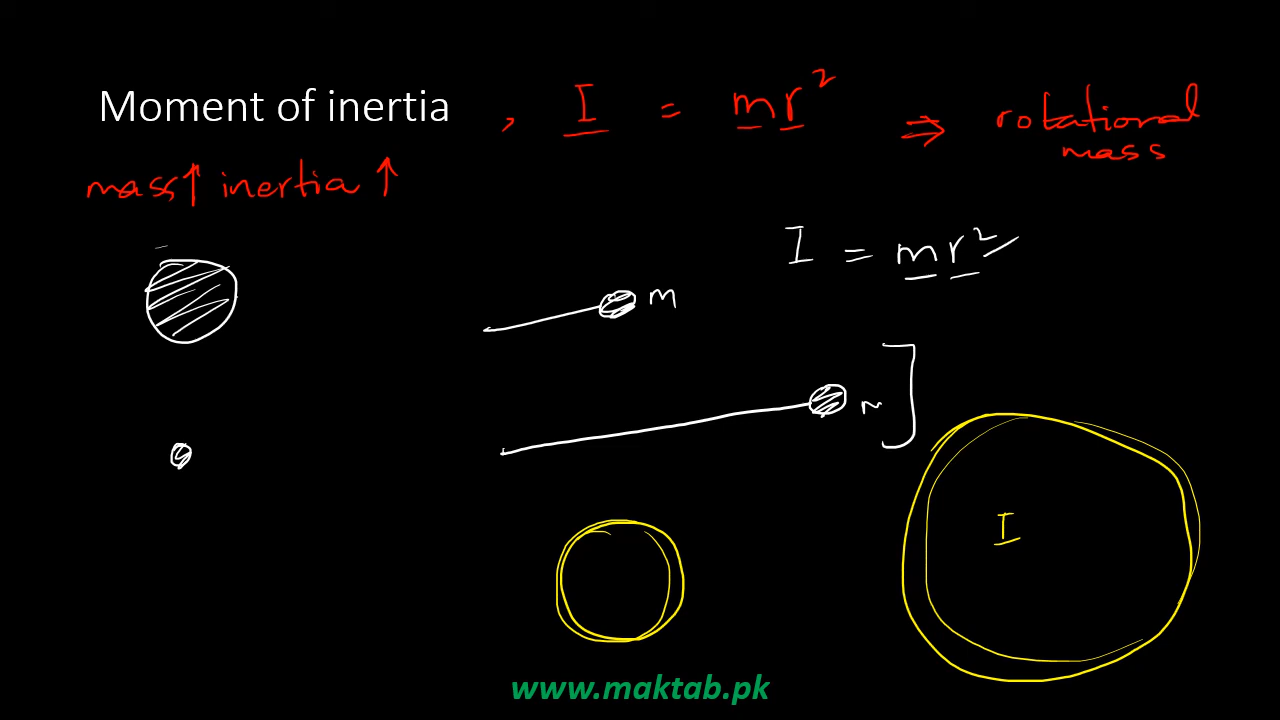 Moment of inertia , I = mr² ⇒ rotational
mass
mass↑ inertia ↑
I = mr²
m
I
www.maktab.pk